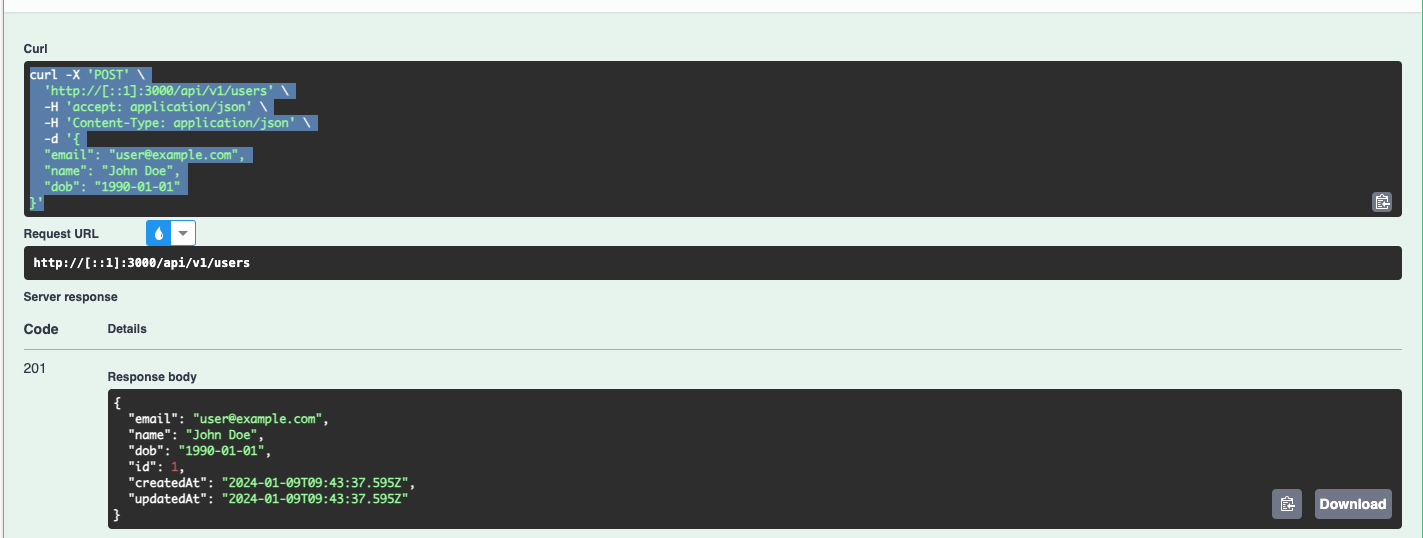 Curl
curl -X 'POST' \
  'http://[::1]:3000/api/v1/users' \
  -H 'accept: application/json' \
  -H 'Content-Type: application/json' \
  -d '{
  "email": "user@example.com",
  "name": "John Doe",
  "dob": "1990-01-01"
}'
Request URL
http://[::1]:3000/api/v1/users
Server response
Code Details
201
Response body
{
  "email": "user@example.com",
  "name": "John Doe",
  "dob": "1990-01-01",
  "id": 1,
  "createdAt": "2024-01-09T09:43:37.595Z",
  "updatedAt": "2024-01-09T09:43:37.595Z"
}
Download